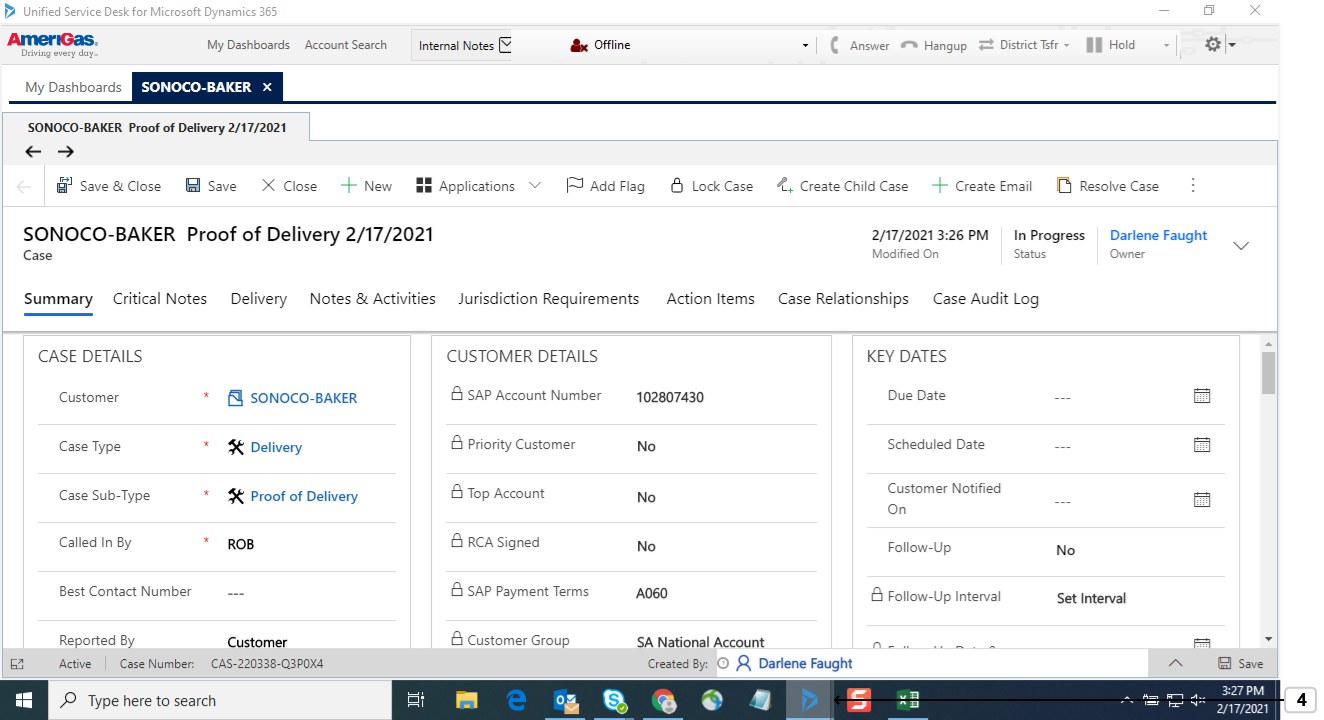 Unified Service Desk for Microsoft Dynamics 365
AmeriGas. My Dashboards Account Search Internal Notes Offline Answer Hangup District Tsfr Hold
Driving every day™
My Dashboards SONOCO-BAKER ×
SONOCO-BAKER Proof of Delivery 2/17/2021
Save & Close Save Close New Applications Add Flag Lock Case Create Child Case Create Email Resolve Case
SONOCO-BAKER Proof of Delivery 2/17/2021
Case
2/17/2021 3:26 PM In Progress Darlene Faught
Modified On Status Owner
Summary Critical Notes Delivery Notes & Activities Jurisdiction Requirements Action Items Case Relationships Case Audit Log
CASE DETAILS
Customer * SONOCO-BAKER
Case Type * Delivery
Case Sub-Type * Proof of Delivery
Called In By * ROB
Best Contact Number ---
Reported By Customer
CUSTOMER DETAILS
SAP Account Number 102807430
Priority Customer No
Top Account No
RCA Signed No
SAP Payment Terms A060
Customer Group SA National Account
KEY DATES
Due Date ---
Scheduled Date ---
Customer Notified
On ---
Follow-Up No
Follow-Up Interval Set Interval
Active Case Number: CAS-220338-Q3P0X4 Created By: Darlene Faught Save
Type here to search
3:27 PM
2/17/2021
4